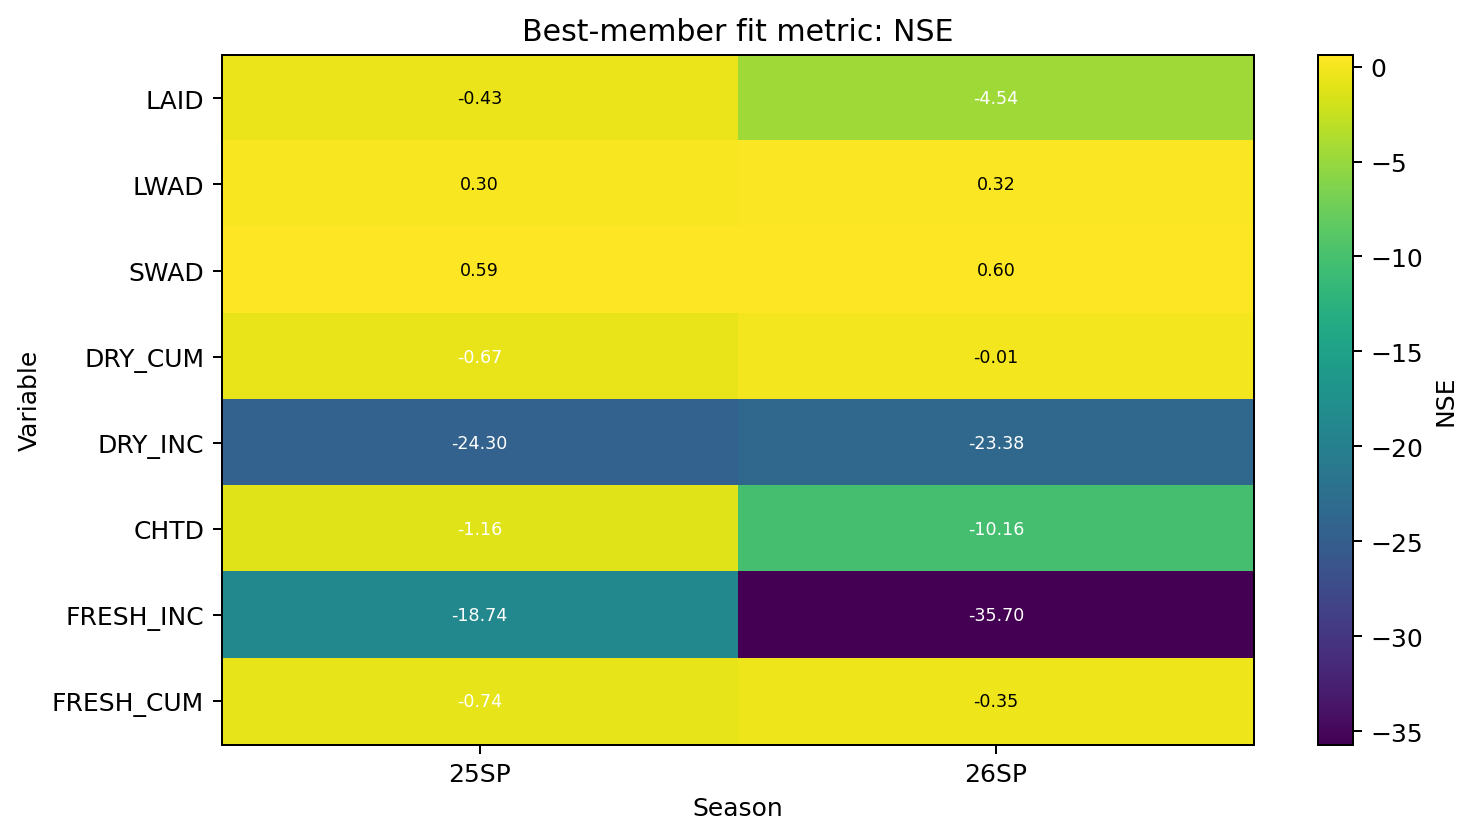 Best-member fit metric: NSE
LAID
-0.43
-4.54
LWAD
0.30
0.32
SWAD
0.59
0.60
DRY_CUM
-0.67
-0.01
DRY_INC
-24.30
-23.38
CHTD
-1.16
-10.16
FRESH_INC
-18.74
-35.70
FRESH_CUM
-0.74
-0.35
25SP
26SP
Season
Variable
0
−5
−10
−15
−20
−25
−30
−35
NSE